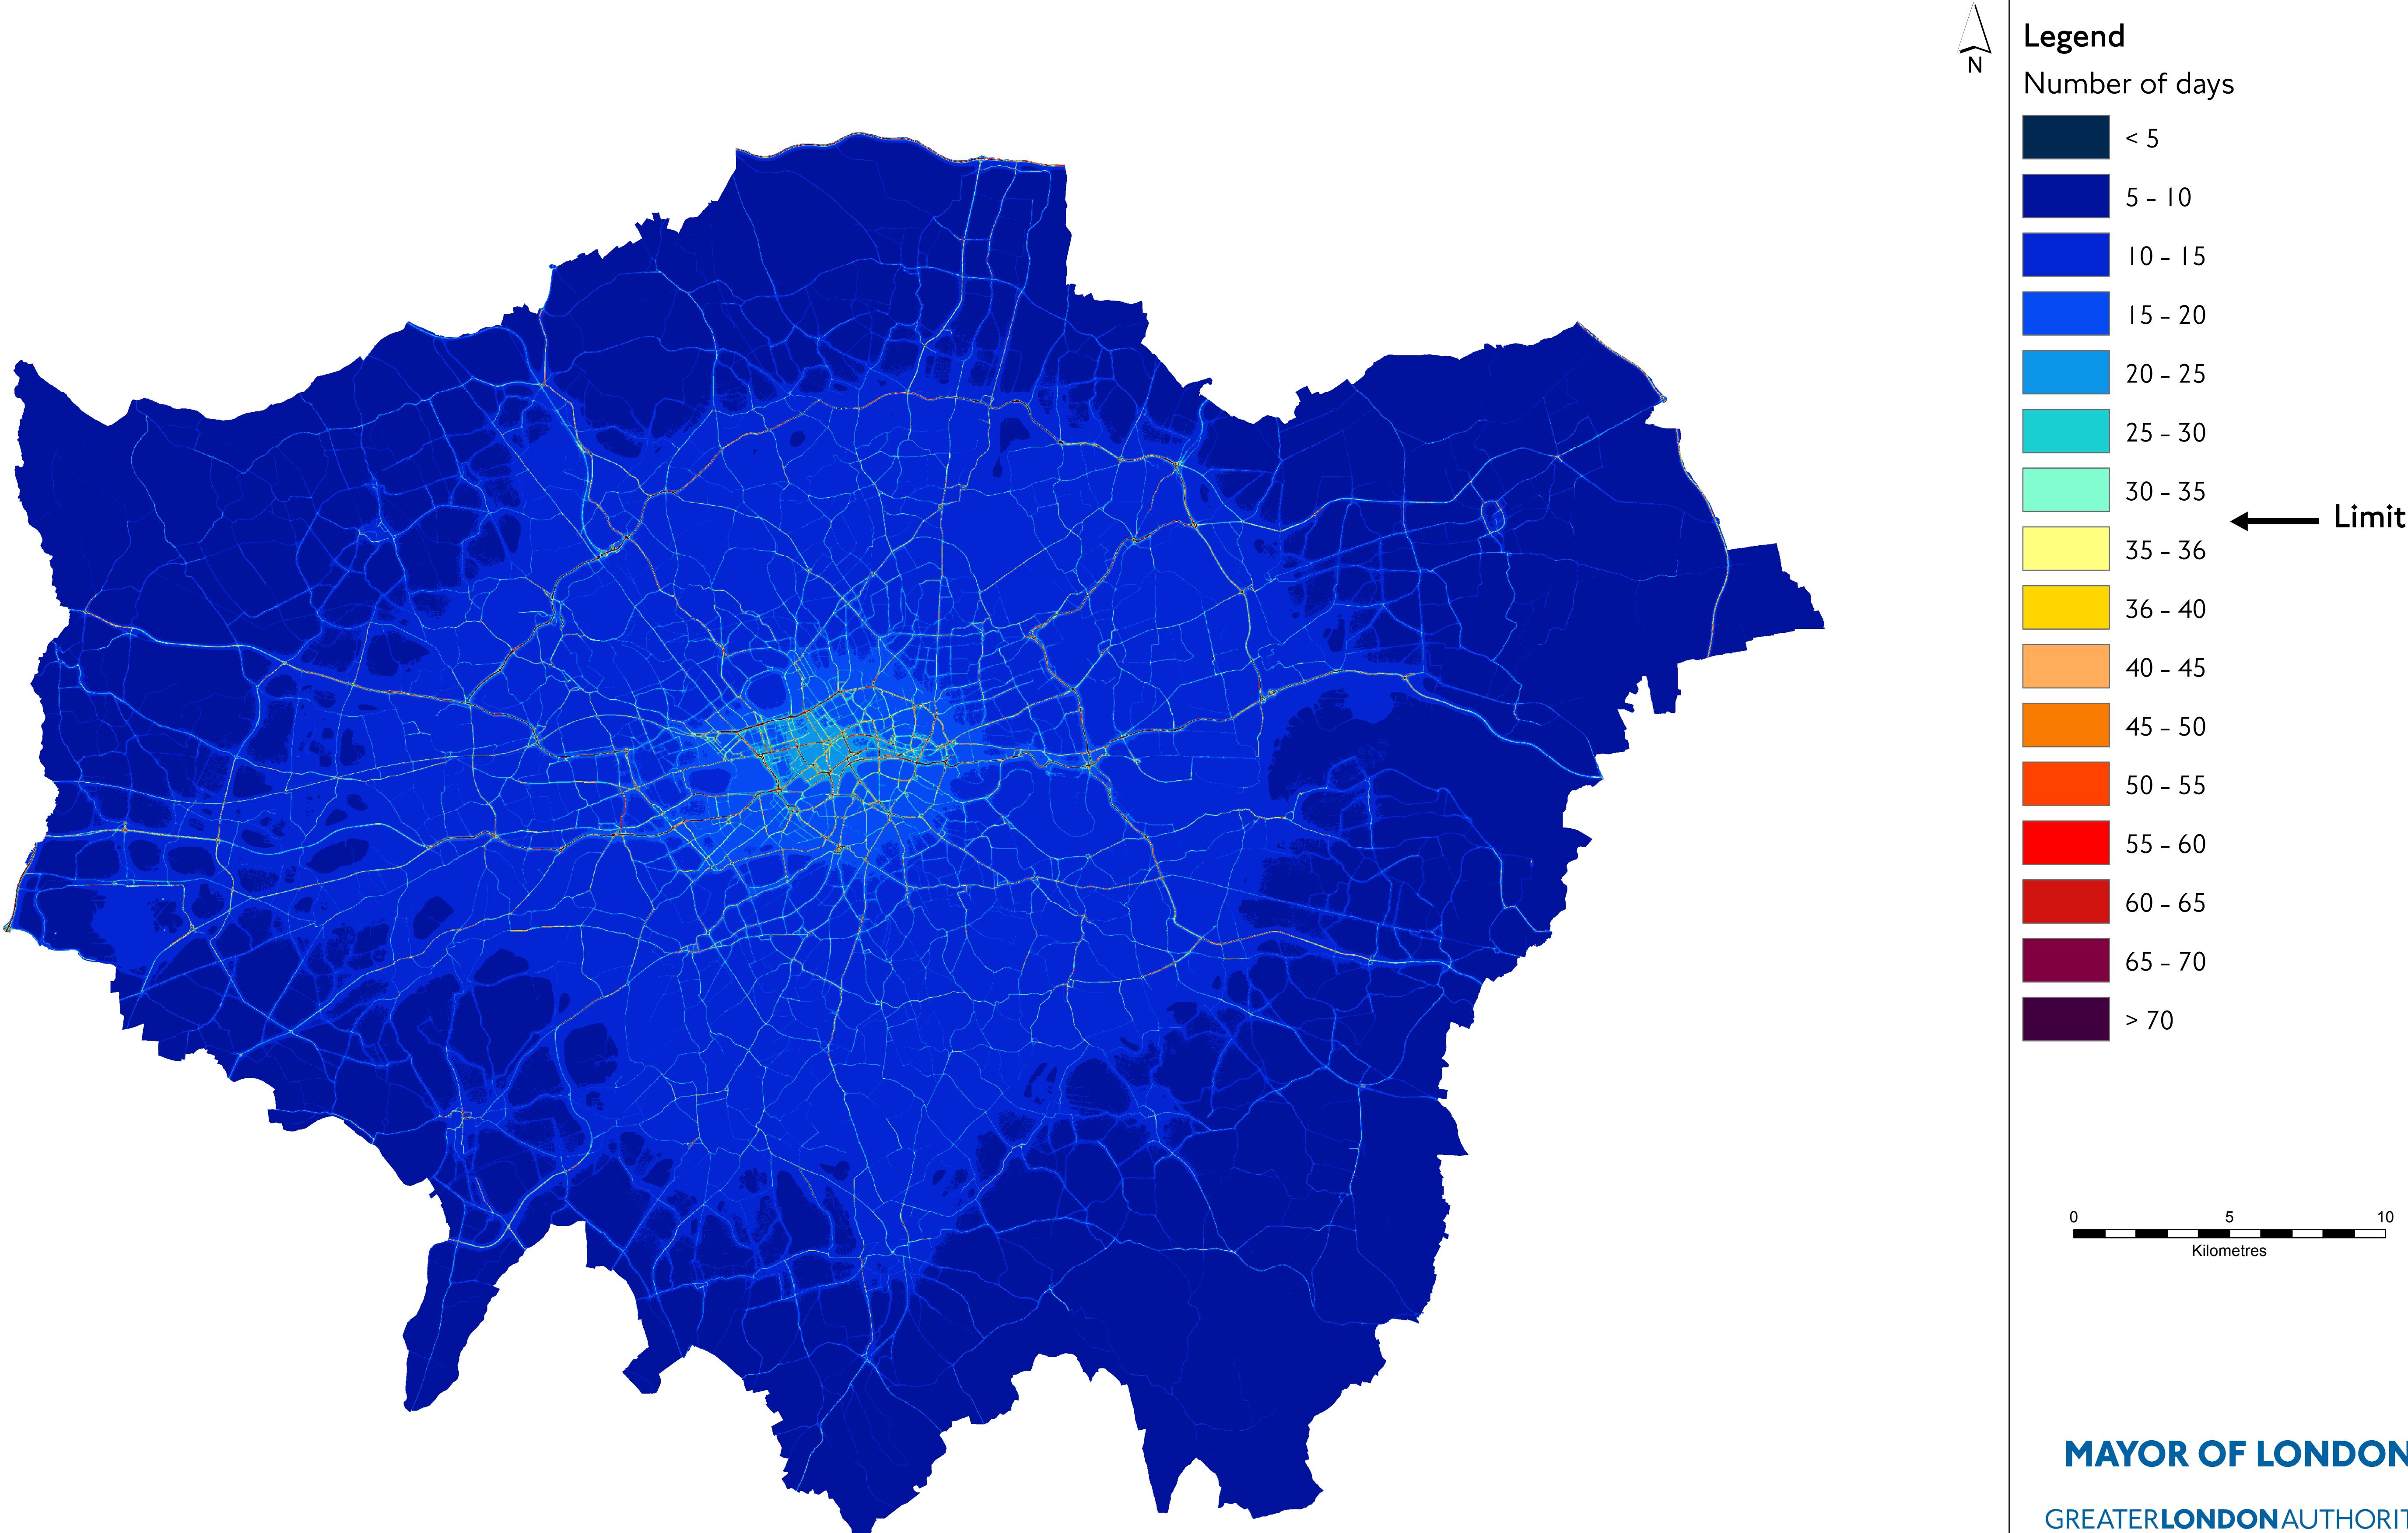 N
Legend
Number of days
< 5
5 - 10
10 - 15
15 - 20
20 - 25
25 - 30
30 - 35
Limit
35 - 36
36 - 40
40 - 45
45 - 50
50 - 55
55 - 60
60 - 65
65 - 70
> 70
0 5 10
Kilometres
MAYOR OF LONDON
GREATERLONDONAUTHORIT